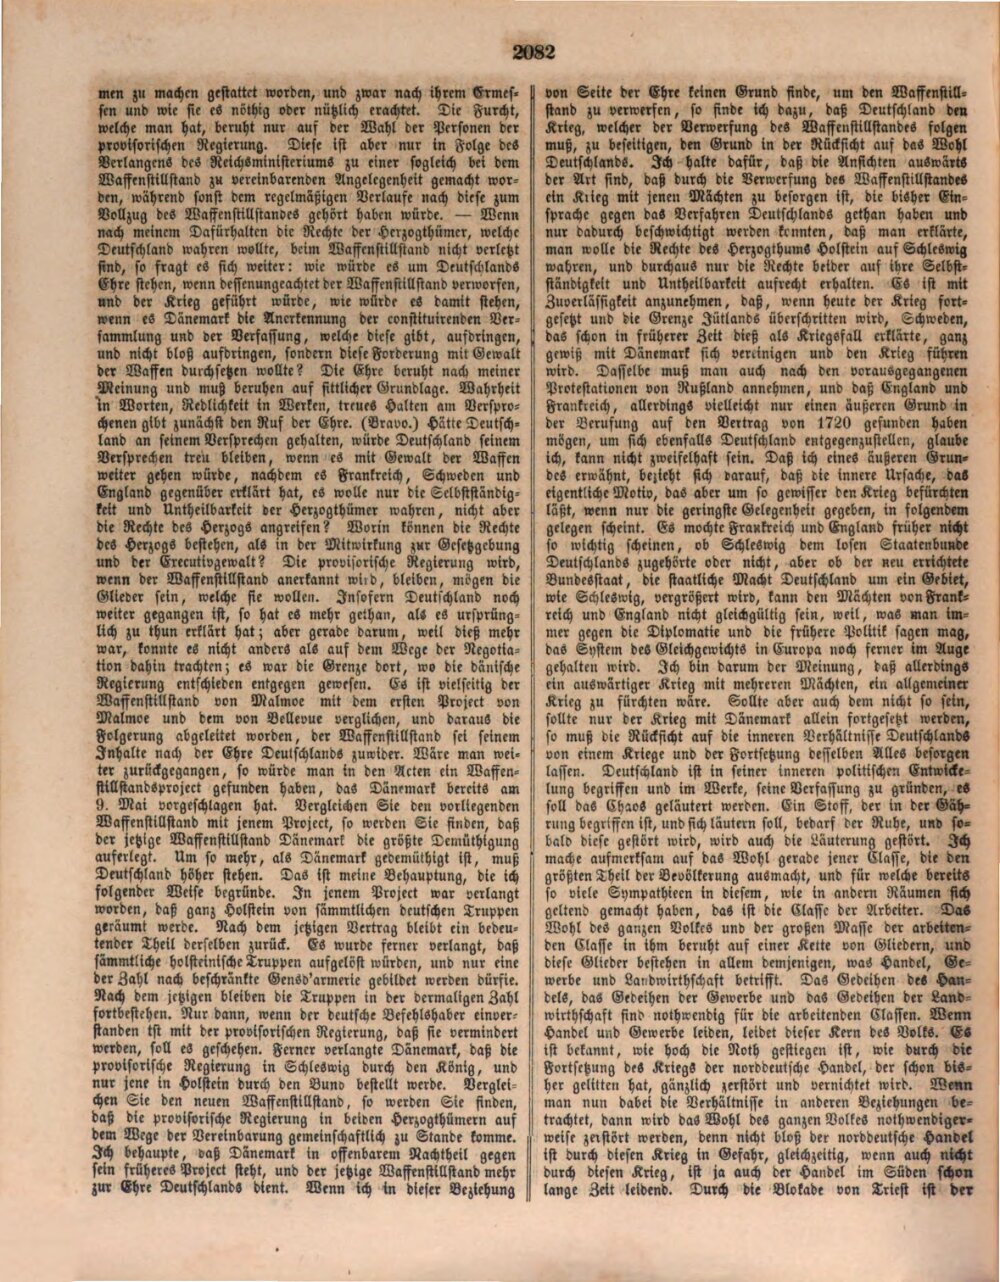 2082
men zu machen gestattet worden, und zwar nach ihrem Ermes-
sen und wie sie es nöthig oder nützlich erachtet. Die Furcht,
welche man hat, beruht nur auf der Wahl der Personen der
provisorischen Regierung. Diese ist aber nur in Folge des
Verlangens des Reichsministeriums zu einer sogleich bei dem
Waffenstillstand zu vereinbarenden Angelegenheit gemacht wor-
den, während sonst dem regelmäßigen Verlaufe nach diese zum
Vollzug des Waffenstillstandes gehört haben würde. — Wenn
nach meinem Dafürhalten die Rechte der Herzogthümer, welche
Deutschland wahren wollte, beim Waffenstillstand nicht verletzt
sind, so fragt es sich weiter: wie würde es um Deutschlands
Ehre stehen, wenn dessenungeachtet der Waffenstillstand verworfen,
und der Krieg geführt würde, wie würde es damit stehen,
wenn es Dänemark die Anerkennung der constituirenden Ver-
sammlung und der Verfassung, welche diese gibt, aufdringen,
und nicht bloß aufdringen, sondern diese Forderung mit Gewalt
der Waffen durchsetzen wollte? Die Ehre beruht nach meiner
Meinung und muß beruhen auf sittlicher Grundlage. Wahrheit
in Worten, Redlichkeit in Werken, treues Halten am Verspro-
chenen gibt zunächst den Ruf der Ehre. (Bravo.) Hätte Deutsch-
land an seinem Versprechen gehalten, würde Deutschland seinem
Versprechen treu bleiben, wenn es mit Gewalt der Waffen
weiter gehen würde, nachdem es Frankreich, Schweden und
England gegenüber erklärt hat, es wolle nur die Selbstständig-
keit und Untheilbarkeit der Herzogthümer wahren, nicht aber
die Rechte des Herzogs angreifen? Worin können die Rechte
des Herzogs bestehen, als in der Mitwirkung zur Gesetzgebung
und der Executivgewalt? Die provisorische Regierung wird,
wenn der Waffenstillstand anerkannt wird, bleiben, mögen die
Glieder sein, welche sie wollen. Insofern Deutschland noch
weiter gegangen ist, so hat es mehr gethan, als es ursprüng-
lich zu thun erklärt hat; aber gerade darum, weil dieß mehr
war, konnte es nicht anders als auf dem Wege der Negotia-
tion dahin trachten; es war die Grenze dort, wo die dänische
Regierung entschieden entgegen gewesen. Es ist vielseitig der
Waffenstillstand von Malmoe mit dem ersten Project von
Malmoe und dem von Bellevue verglichen, und daraus die
Folgerung abgeleitet worden, der Waffenstillstand sei seinem
Inhalte nach der Ehre Deutschlands zuwider. Wäre man wei-
ter zurückgegangen, so würde man in den Acten ein Waffen-
stillstandsproject gefunden haben, das Dänemark bereits am
9. Mai vorgeschlagen hat. Vergleichen Sie den vorliegenden
Waffenstillstand mit jenem Project, so werden Sie finden, daß
der jetzige Waffenstillstand Dänemark die größte Demüthigung
auferlegt. Um so mehr, als Dänemark gedemüthigt ist, muß
Deutschland höher stehen. Das ist meine Behauptung, die ich
folgender Weise begründe. In jenem Project war verlangt
worden, daß ganz Holstein von sämmtlichen deutschen Truppen
geräumt werde. Nach dem jetzigen Vertrag bleibt ein bedeu-
tender Theil derselben zurück. Es wurde ferner verlangt, daß
sämmtliche holsteinische Truppen aufgelöst würden, und nur eine
der Zahl nach beschränkte Gensd'armerie gebildet werden dürfie.
Nach dem jetzigen bleiben die Truppen in der dermaligen Zahl
fortbestehen. Nur dann, wenn der deutsche Befehlshaber einver-
standen ist mit der provisorischen Regierung, daß sie vermindert
werden, soll es geschehen. Ferner verlangte Dänemark, daß die
provisorische Regierung in Schleswig durch den König, und
nur jene in Holstein durch den Bund bestellt werde. Verglei-
chen Sie den neuen Waffenstillstand, so werden Sie finden,
daß die provisorische Regierung in beiden Herzogthümern auf
dem Wege der Vereinbarung gemeinschaftlich zu Stande komme.
Ich behaupte, daß Dänemark in offenbarem Nachtheil gegen
sein früheres Project steht, und der jetzige Waffenstillstand mehr
zur Ehre Deutschlands dient. Wenn ich in dieser Beziehung
von Seite der Ehre keinen Grund finde, um den Waffenstill-
stand zu verwerfen, so finde ich dazu, daß Deutschland den
Krieg, welcher der Verwerfung des Waffenstillstandes folgen
muß, zu beseitigen, den Grund in der Rücksicht auf das Wohl
Deutschlands. Ich halte dafür, daß die Ansichten auswärts
der Art sind, daß durch die Verwerfung des Waffenstillstandes
ein Krieg mit jenen Mächten zu besorgen ist, die bisher Ein-
sprache gegen das Verfahren Deutschlands gethan haben und
nur dadurch beschwichtigt werden konnten, daß man erklärte,
man wolle die Rechte des Herzogthums Holstein auf Schleswig
wahren, und durchaus nur die Rechte beider auf ihre Selbst-
ständigkeit und Untheilbarkeit aufrecht erhalten. Es ist mit
Zuverlässigkeit anzunehmen, daß, wenn heute der Krieg fort-
gesetzt und die Grenze Jütlands überschritten wird, Schweden,
das schon in früherer Zeit dieß als Kriegsfall erklärte, ganz
gewiß mit Dänemark sich vereinigen und den Krieg führen
wird. Dasselbe muß man auch nach den vorausgegangenen
Protestationen von Rußland annehmen, und daß England und
Frankreich, allerdings vielleicht nur einen äußeren Grund in
der Berufung auf den Vertrag von 1720 gefunden haben
mögen, um sich ebenfalls Deutschland entgegenzustellen, glaube
ich, kann nicht zweifelhaft sein. Daß ich eines äußeren Grun-
des erwähnt, bezieht sich darauf, daß die innere Ursache, das
eigentliche Motiv, das aber um so gewisser den Krieg befürchten
läßt, wenn nur die geringste Gelegenheit gegeben, in folgendem
gelegen scheint. Es mochte Frankreich und England früher nicht
so wichtig scheinen, ob Schleswig dem losen Staatenbunde
Deutschlands zugehörte oder nicht, aber ob der neu errichtete
Bundesstaat, die staatliche Macht Deutschland um ein Gebiet,
wie Schleswig, vergrößert wird, kann den Mächten von Frank-
reich und England nicht gleichgültig sein, weil, was man im-
mer gegen die Diplomatie und die frühere Politik sagen mag,
das System des Gleichgewichts in Europa noch ferner im Auge
gehalten wird. Ich bin darum der Meinung, daß allerdings
ein auswärtiger Krieg mit mehreren Mächten, ein allgemeiner
Krieg zu fürchten wäre. Sollte aber auch dem nicht so sein,
sollte nur der Krieg mit Dänemark allein fortgesetzt werden,
so muß die Rücksicht auf die inneren Verhältnisse Deutschlands
von einem Kriege und der Fortsetzung desselben Alles besorgen
lassen. Deutschland ist in seiner inneren politischen Entwicke-
lung begriffen und im Werke, seine Verfassung zu gründen, es
soll das Chaos geläutert werden. Ein Stoff, der in der Gäh-
rung begriffen ist, und sich läutern soll, bedarf der Ruhe, und so-
bald diese gestört wird, wird auch die Läuterung gestört. Ich
mache aufmerksam auf das Wohl gerade jener Classe, die den
größten Theil der Bevölkerung ausmacht, und für welche bereits
so viele Sympathieen in diesem, wie in andern Räumen sich
geltend gemacht haben, das ist die Classe der Arbeiter. Das
Wohl des ganzen Volkes und der großen Masse der arbeiten-
den Classe in ihm beruht auf einer Kette von Gliedern, und
diese Glieder bestehen in allem demjenigen, was Handel, Ge-
werbe und Landwirthschaft betrifft. Das Gedeihen des Han-
dels, das Gedeihen der Gewerbe und das Gedeihen der Land-
wirthschaft sind nothwendig für die arbeitenden Classen. Wenn
Handel und Gewerbe leiden, leidet dieser Kern des Volks. Es
ist bekannt, wie hoch die Noth gestiegen ist, wie durch die
Fortsetzung des Kriegs der norddeutsche Handel, der schon bis-
her gelitten hat, gänzlich zerstört und vernichtet wird. Wenn
man nun dabei die Verhältnisse in anderen Beziehungen be-
trachtet, dann wird das Wohl des ganzen Volkes nothwendiger-
weise zerstört werden, denn nicht bloß der norddeutsche Handel
ist durch diesen Krieg in Gefahr, gleichzeitig, wenn auch nicht
durch diesen Krieg, ist ja auch der Handel im Süden schon
lange Zeit leidend. Durch die Blokade von Triest ist der